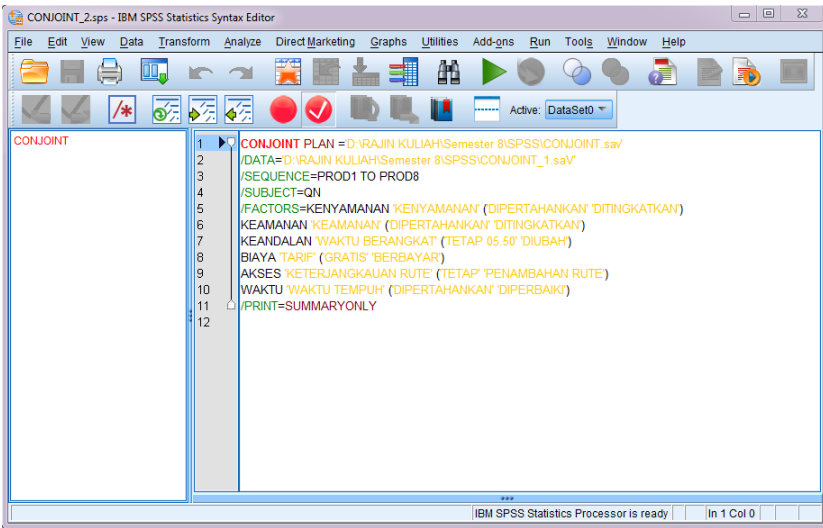 CONJOINT_2.sps - IBM SPSS Statistics Syntax Editor
File Edit View Data Transform Analyze Direct Marketing Graphs Utilities Add-ons Run Tools Window Help
Active: DataSet0
CONJOINT
1 CONJOINT PLAN ='D:\RAJIN KULIAH\Semester 8\SPSS\CONJOINT.sav'
2 /DATA='D:\RAJIN KULIAH\Semester 8\SPSS\CONJOINT_1.saV'
3 /SEQUENCE=PROD1 TO PROD8
4 /SUBJECT=QN
5 /FACTORS=KENYAMANAN 'KENYAMANAN' ('DIPERTAHANKAN' 'DITINGKATKAN')
6 KEAMANAN 'KEAMANAN' ('DIPERTAHANKAN' 'DITINGKATKAN')
7 KEANDALAN 'WAKTU BERANGKAT' ('TETAP 05.50' 'DIUBAH')
8 BIAYA 'TARIF' ('GRATIS' 'BERBAYAR')
9 AKSES 'KETERJANGKAUAN RUTE' ('TETAP' 'PENAMBAHAN RUTE')
10 WAKTU 'WAKTU TEMPUH' ('DIPERTAHANKAN' 'DIPERBAIKI')
11 /PRINT=SUMMARYONLY
12
IBM SPSS Statistics Processor is ready In 1 Col 0